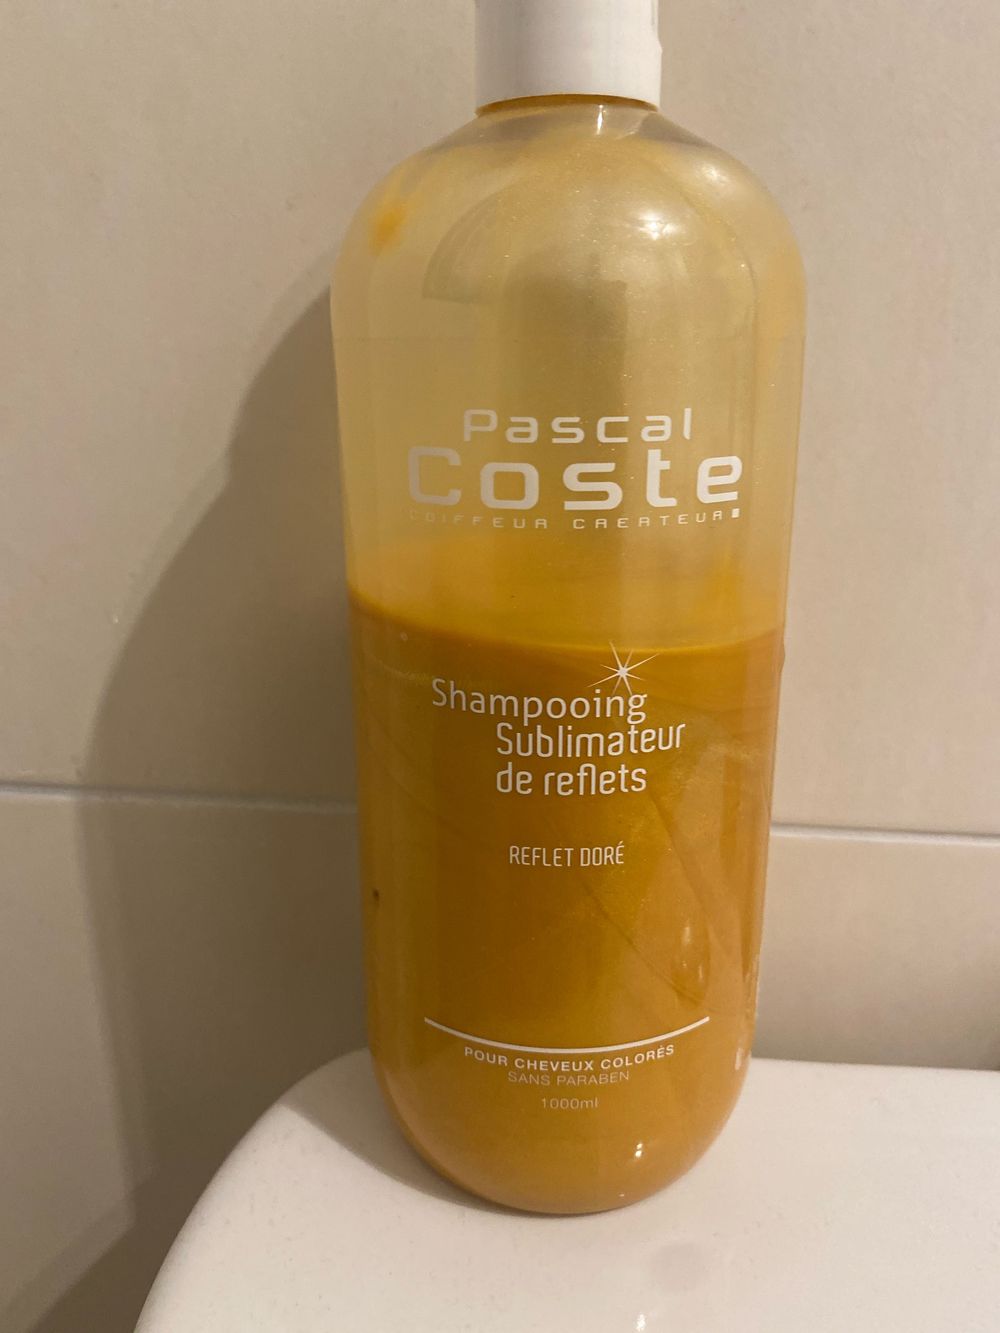 Pascal
Coste
COIFFEUR CREATEUR
Shampooing
Sublimateur
de reflets
REFLET DORÉ
POUR CHEVEUX COLORÉS
SANS PARABEN
1000ml